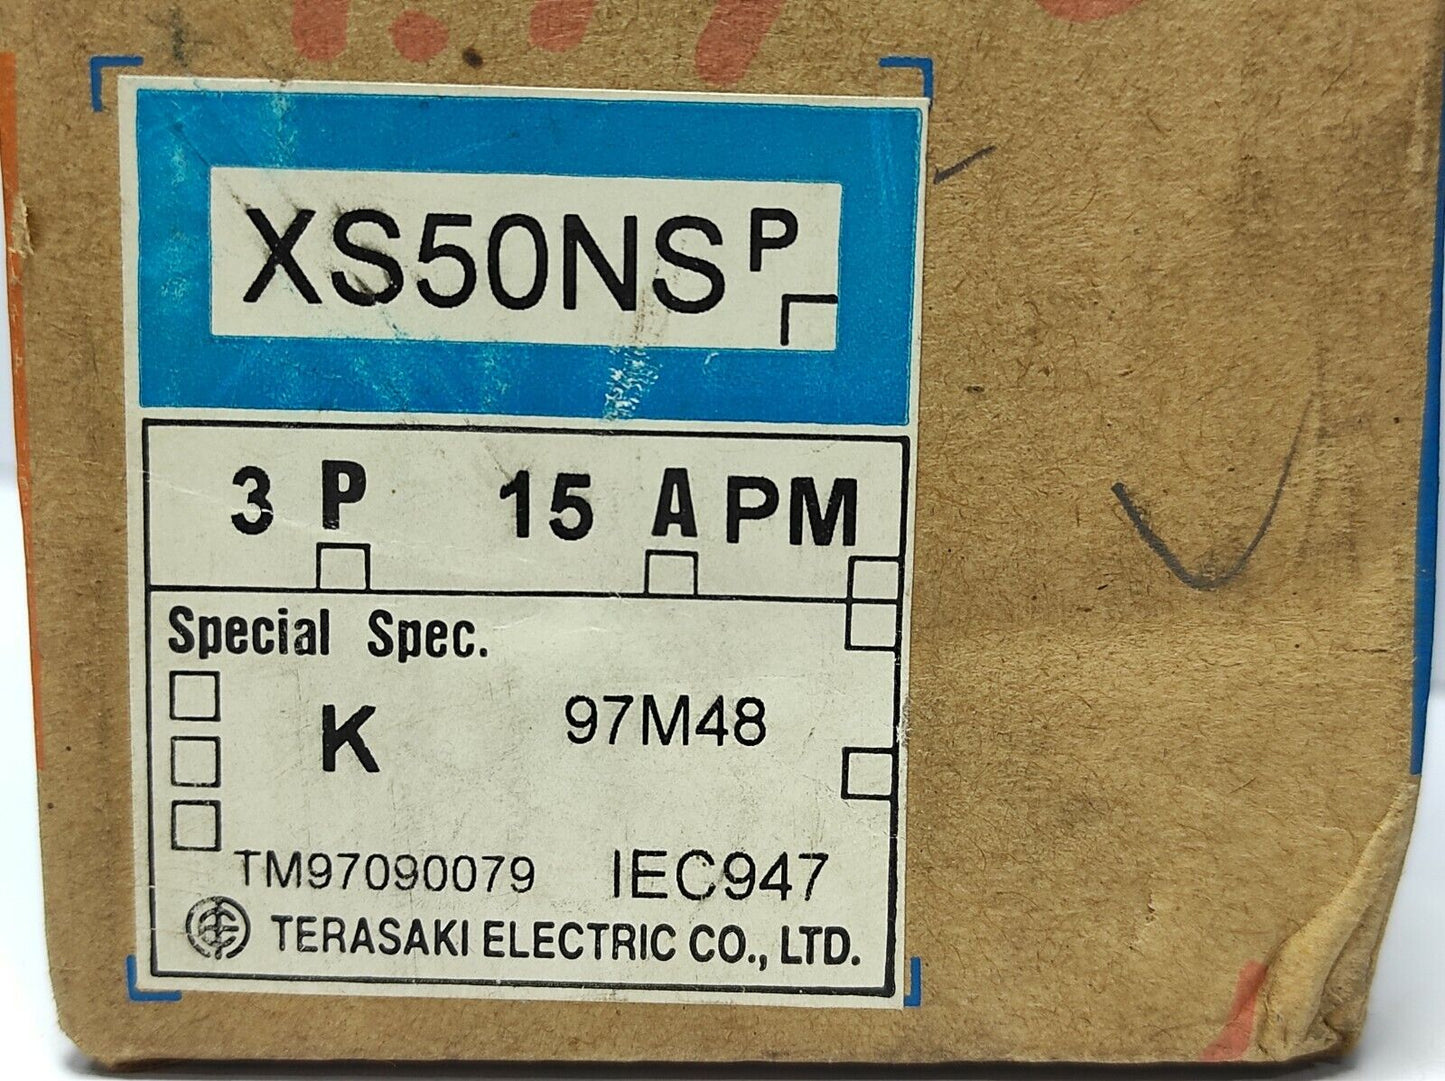 XS50NS P
3 P 15 A PM
Special Spec.
K 97M48
TM97090079 IEC947
TERASAKI ELECTRIC CO., LTD.